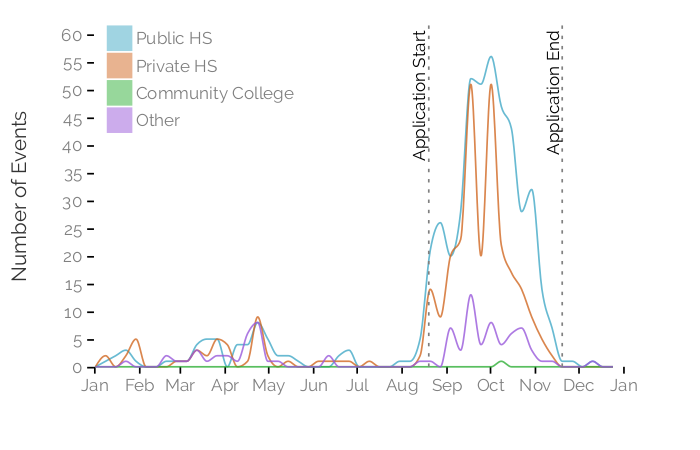 Number of Events
60
55
50
45
40
35
30
25
20
15
10
5
0
Public HS
Private HS
Community College
Other
Application Start
Application End
Jan Feb Mar Apr May Jun Jul Aug Sep Oct Nov Dec Jan